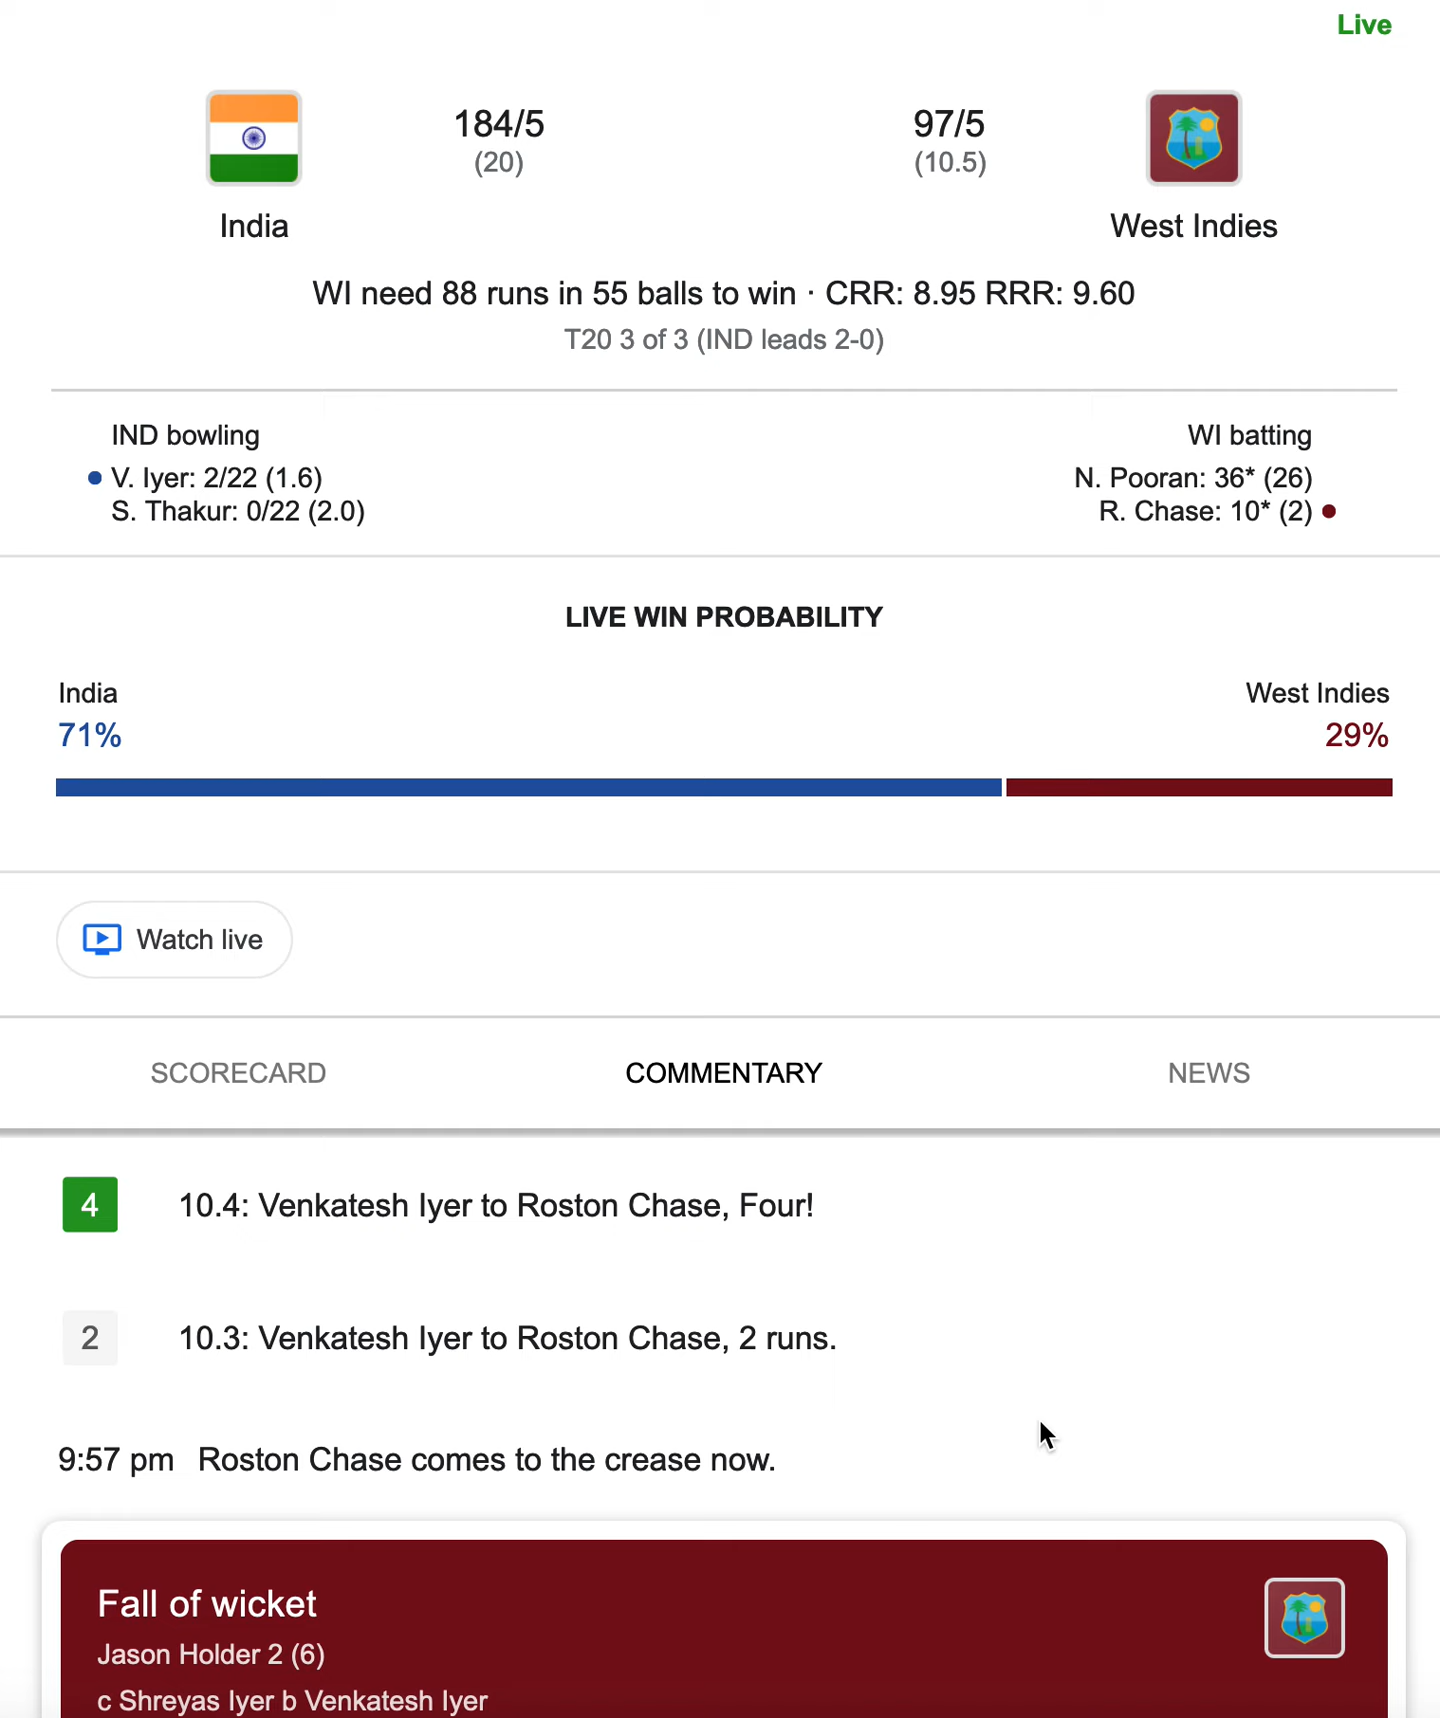 Live
184/5
(20)
97/5
(10.5)
India
West Indies
WI need 88 runs in 55 balls to win · CRR: 8.95 RRR: 9.60
T20 3 of 3 (IND leads 2-0)
IND bowling
V. Iyer: 2/22 (1.6)
S. Thakur: 0/22 (2.0)
WI batting
N. Pooran: 36* (26)
R. Chase: 10* (2)
LIVE WIN PROBABILITY
India
71%
West Indies
29%
Watch live
SCORECARD
COMMENTARY
NEWS
4 10.4: Venkatesh Iyer to Roston Chase, Four!
2 10.3: Venkatesh Iyer to Roston Chase, 2 runs.
9:57 pm Roston Chase comes to the crease now.
Fall of wicket
Jason Holder 2 (6)
c Shreyas Iyer b Venkatesh Iyer